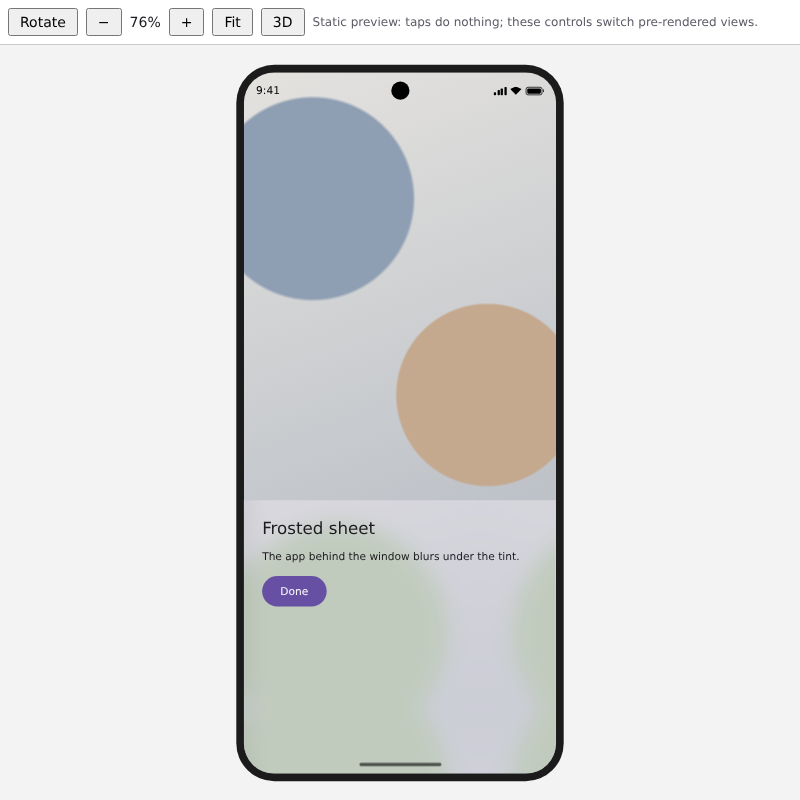 Rotate − 76% + Fit 3D Static preview: taps do nothing; these controls switch pre-rendered views.
9:41
Frosted sheet
The app behind the window blurs under the tint.
Done